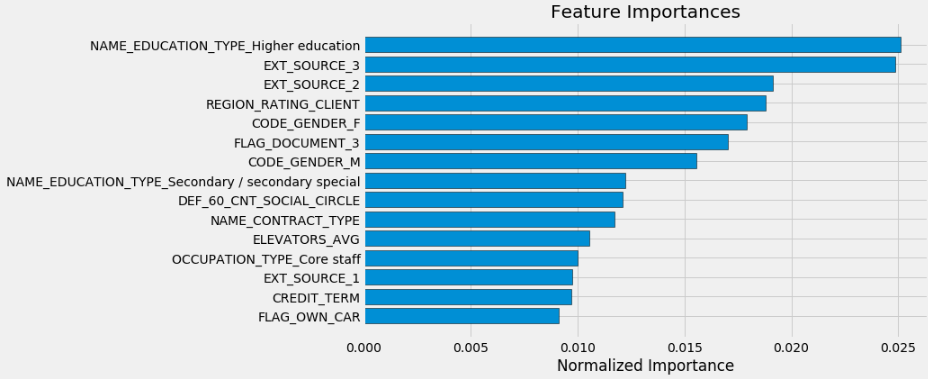 Feature Importances
NAME_EDUCATION_TYPE_Higher education
EXT_SOURCE_3
EXT_SOURCE_2
REGION_RATING_CLIENT
CODE_GENDER_F
FLAG_DOCUMENT_3
CODE_GENDER_M
NAME_EDUCATION_TYPE_Secondary / secondary special
DEF_60_CNT_SOCIAL_CIRCLE
NAME_CONTRACT_TYPE
ELEVATORS_AVG
OCCUPATION_TYPE_Core staff
EXT_SOURCE_1
CREDIT_TERM
FLAG_OWN_CAR
0.000 0.005 0.010 0.015 0.020 0.025
Normalized Importance